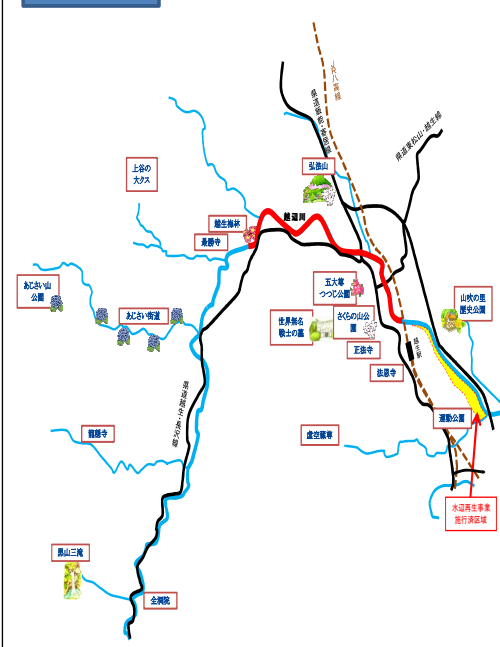 JR八高線
県道飯能・寄居線
県道東松山・越生線
弘法山
上谷の
大クス
越生梅林
越辺川
最勝寺
あじさい山
公園
五大尊
つつじ公園
山吹の里
歴史公園
あじさい街道
世界無名
戦士の墓
さくらの山公
園
正法寺
越生駅
法恩寺
県道越生・長沢線
運動公園
龍勝寺
虚空蔵尊
水辺再生事業
施行済区域
黒山三滝
全洞院